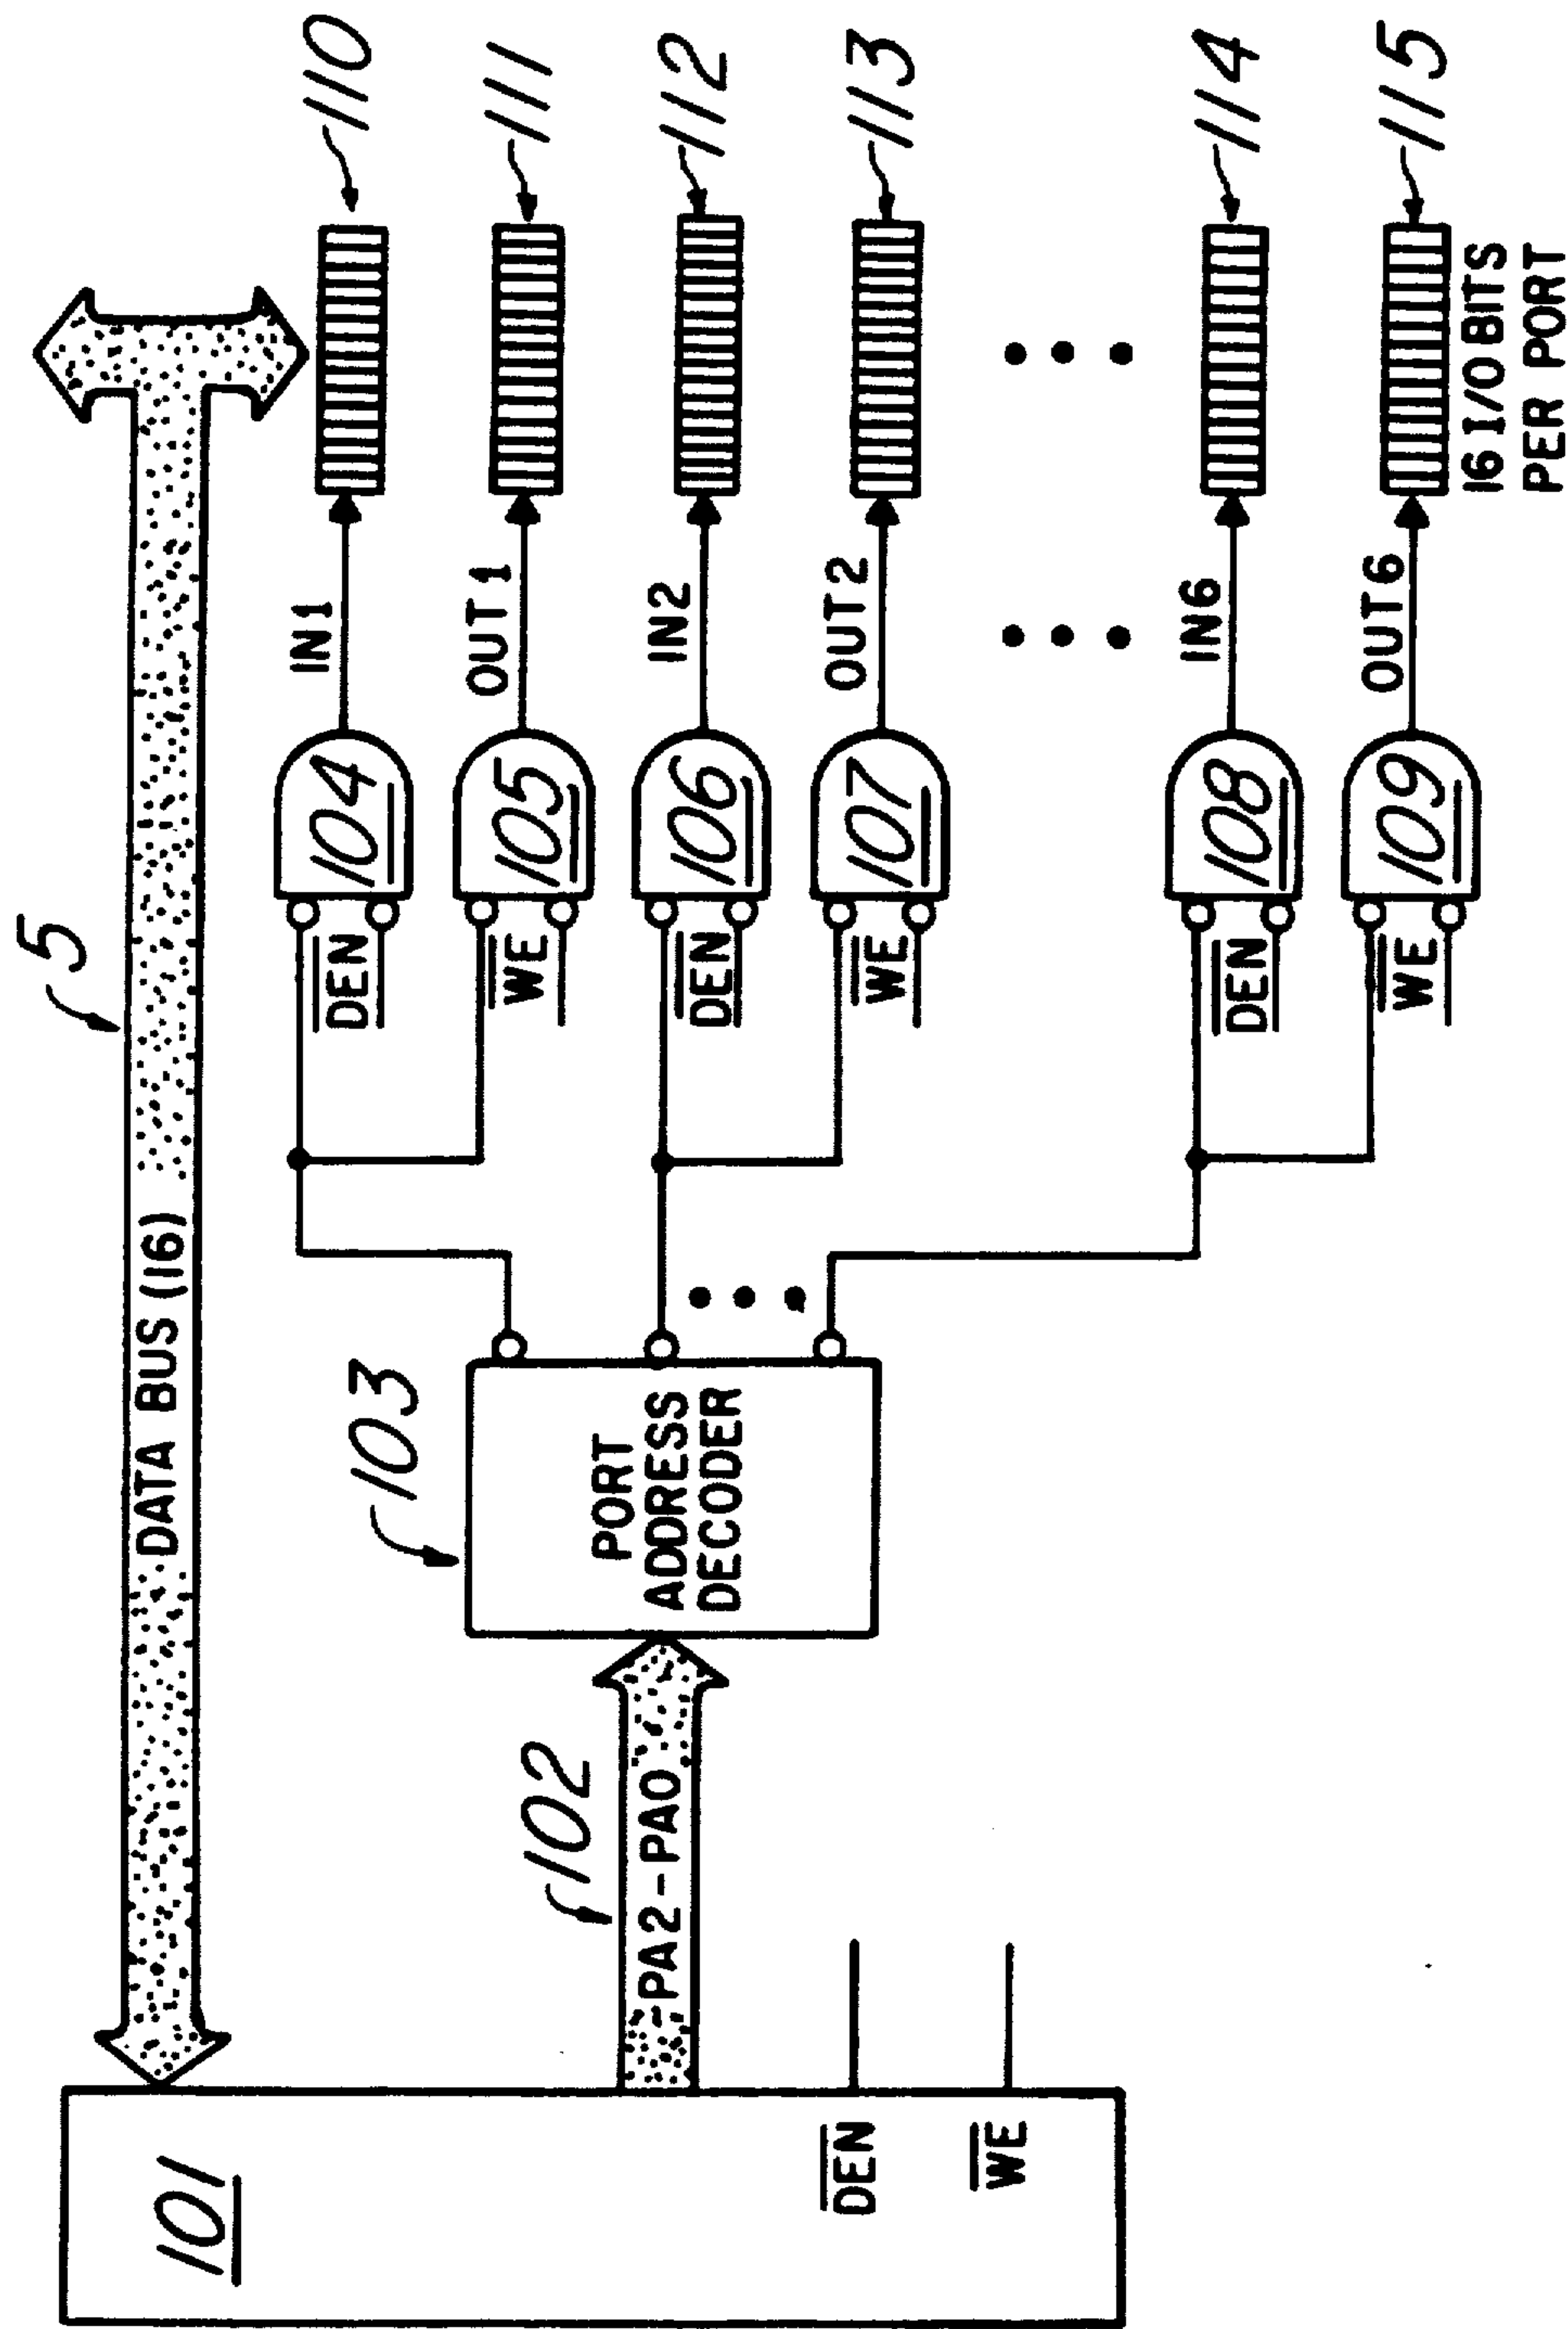 5
DATA BUS (16)
101
DEN
WE
102
PA2-PA0
103
PORT
ADDRESS
DECODER
DEN
104
IN1
110
WE
105
OUT1
111
DEN
106
IN2
112
WE
107
OUT2
113
DEN
108
IN6
114
WE
109
OUT6
115
16 I/O BITS
PER PORT